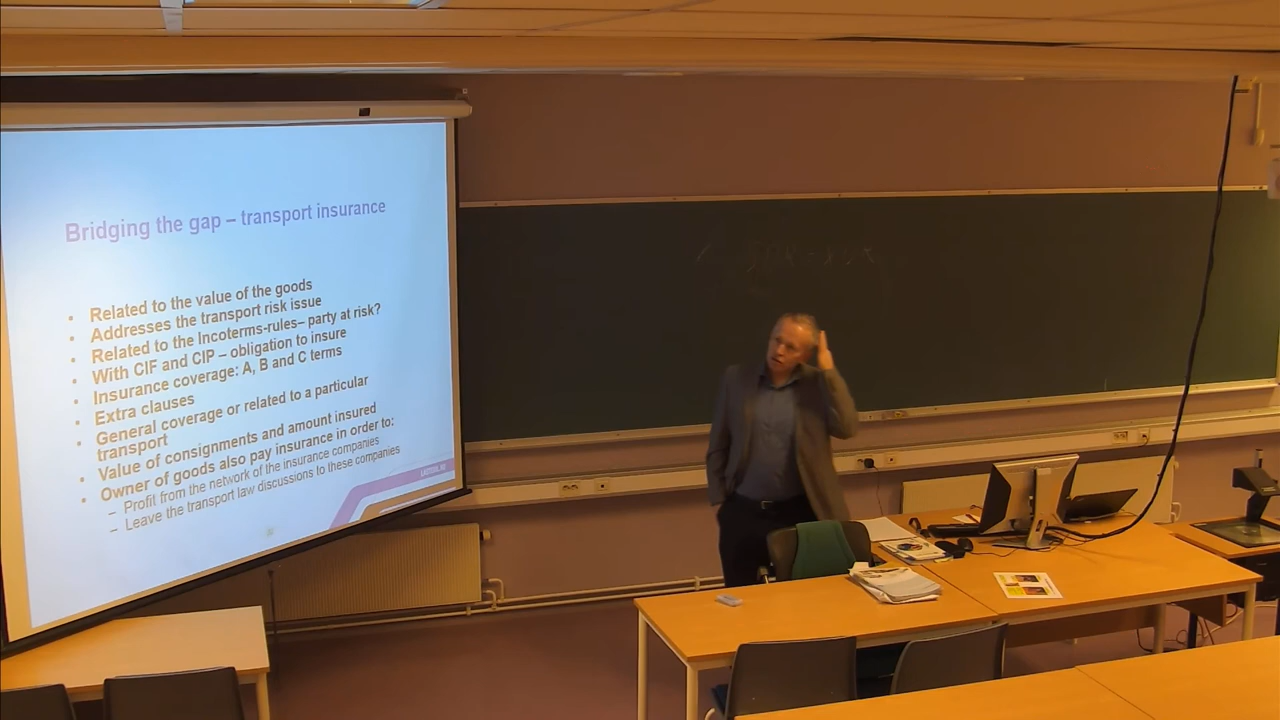 Bridging the gap – transport insurance
• Related to the value of the goods
• Addresses the transport risk issue
• Related to the Incoterms-rules– party at risk?
• With CIF and CIP – obligation to insure
• Insurance coverage: A, B and C terms
• Extra clauses
• General coverage or related to a particular
transport
• Value of consignments and amount insured
• Owner of goods also pay insurance in order to:
– Profit from the network of the insurance companies
– Leave the transport law discussions to these companies